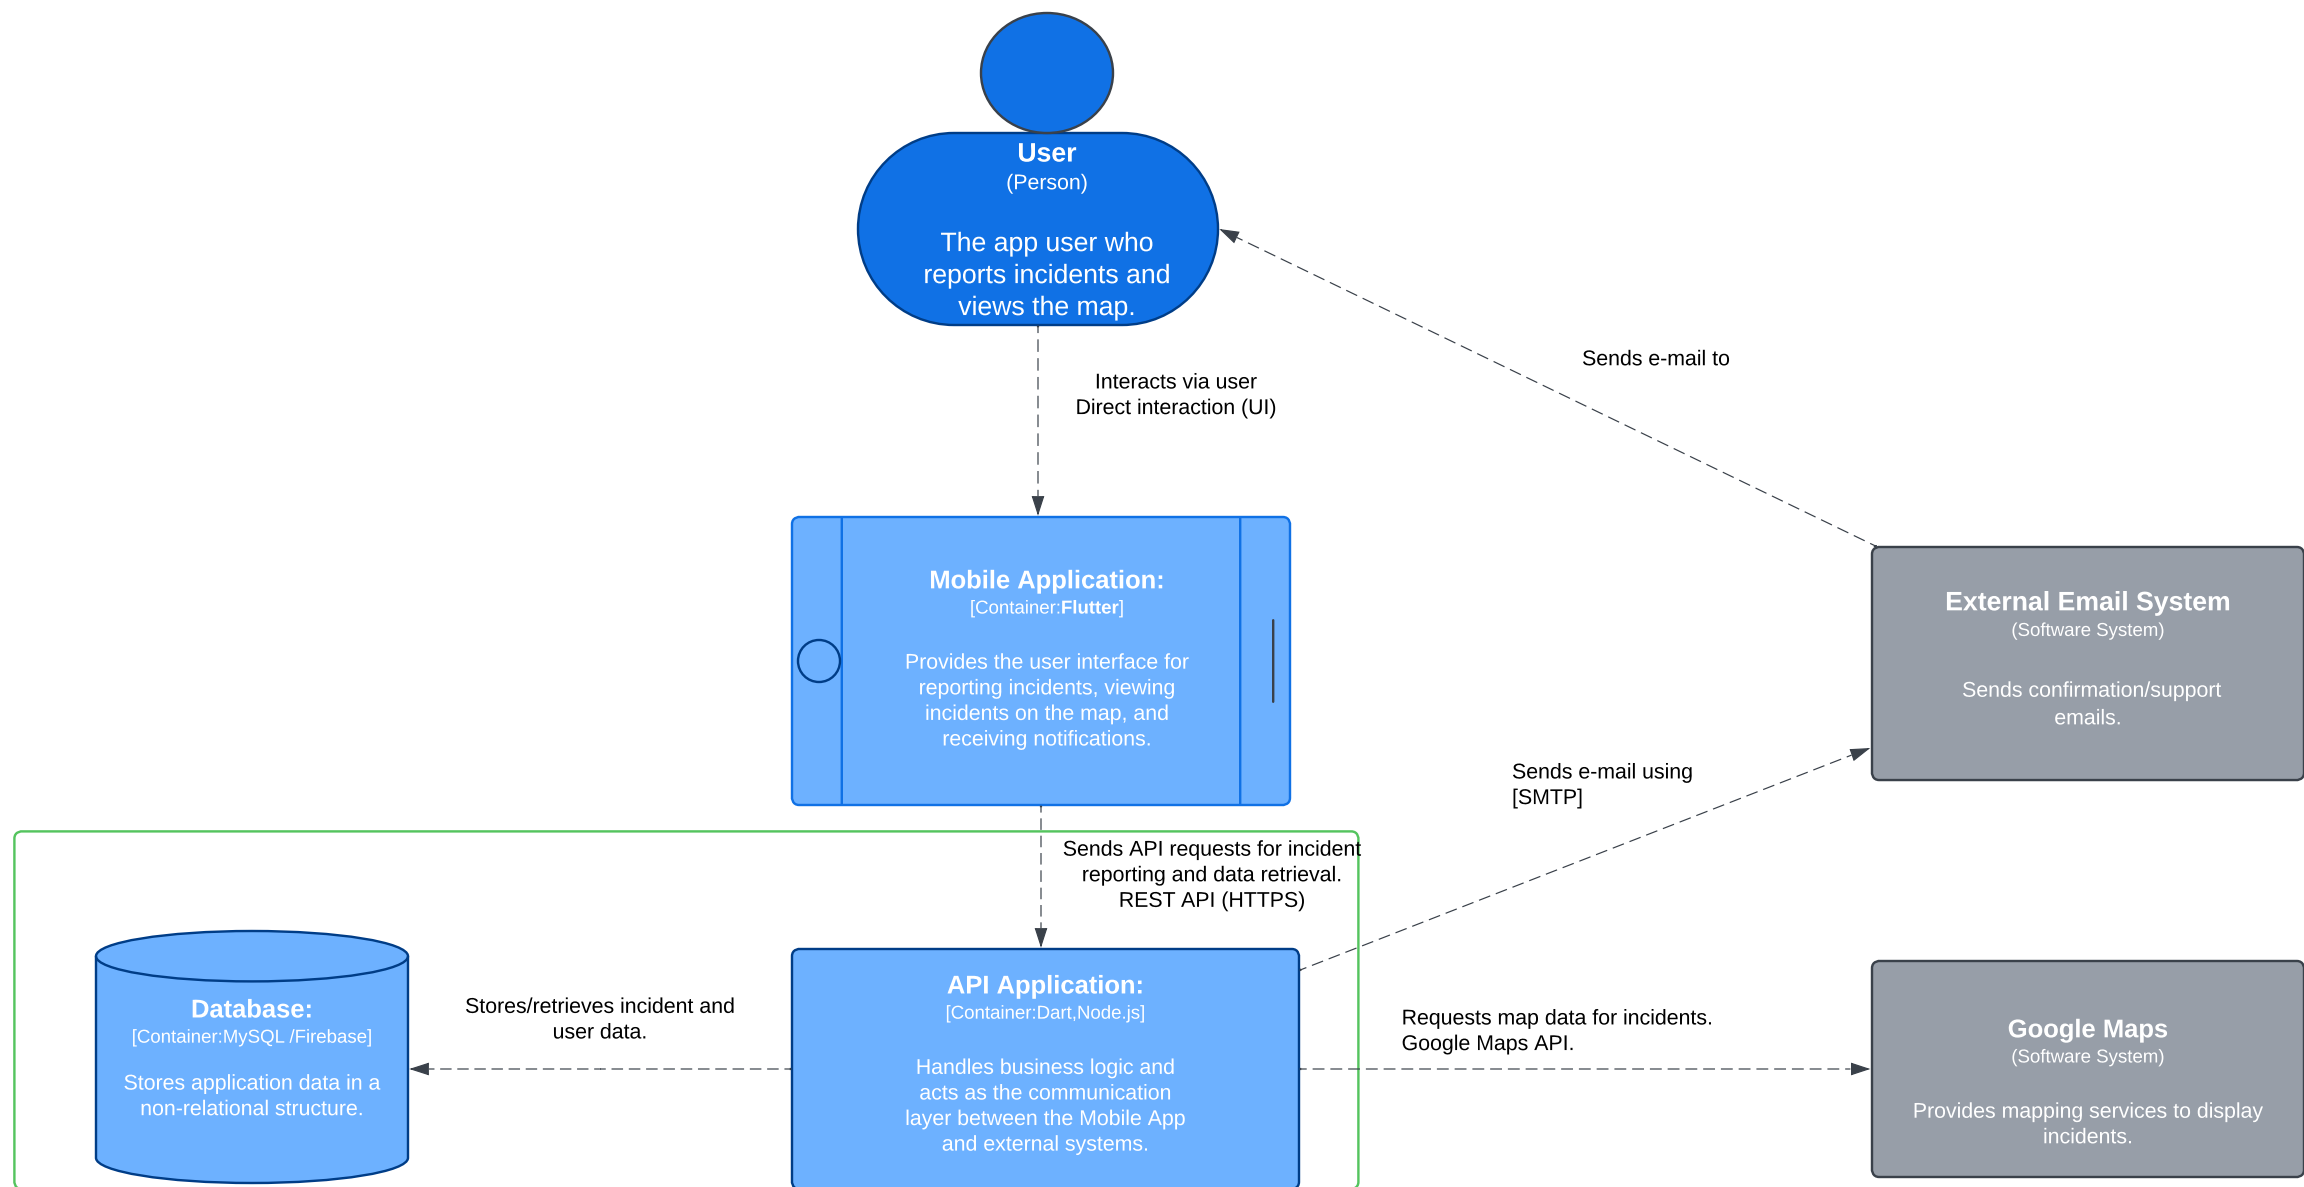 User
(Person)
The app user who
reports incidents and
views the map.
Sends e-mail to
Interacts via user
Direct interaction (UI)
Mobile Application:
[Container:Flutter]
Provides the user interface for
reporting incidents, viewing
incidents on the map, and
receiving notifications.
External Email System
(Software System)
Sends confirmation/support
emails.
Sends e-mail using
[SMTP]
Sends API requests for incident
reporting and data retrieval.
REST API (HTTPS)
Database:
[Container:MySQL /Firebase]
Stores application data in a
non-relational structure.
Stores/retrieves incident and
user data.
API Application:
[Container:Dart,Node.js]
Handles business logic and
acts as the communication
layer between the Mobile App
and external systems.
Requests map data for incidents.
Google Maps API.
Google Maps
(Software System)
Provides mapping services to display
incidents.